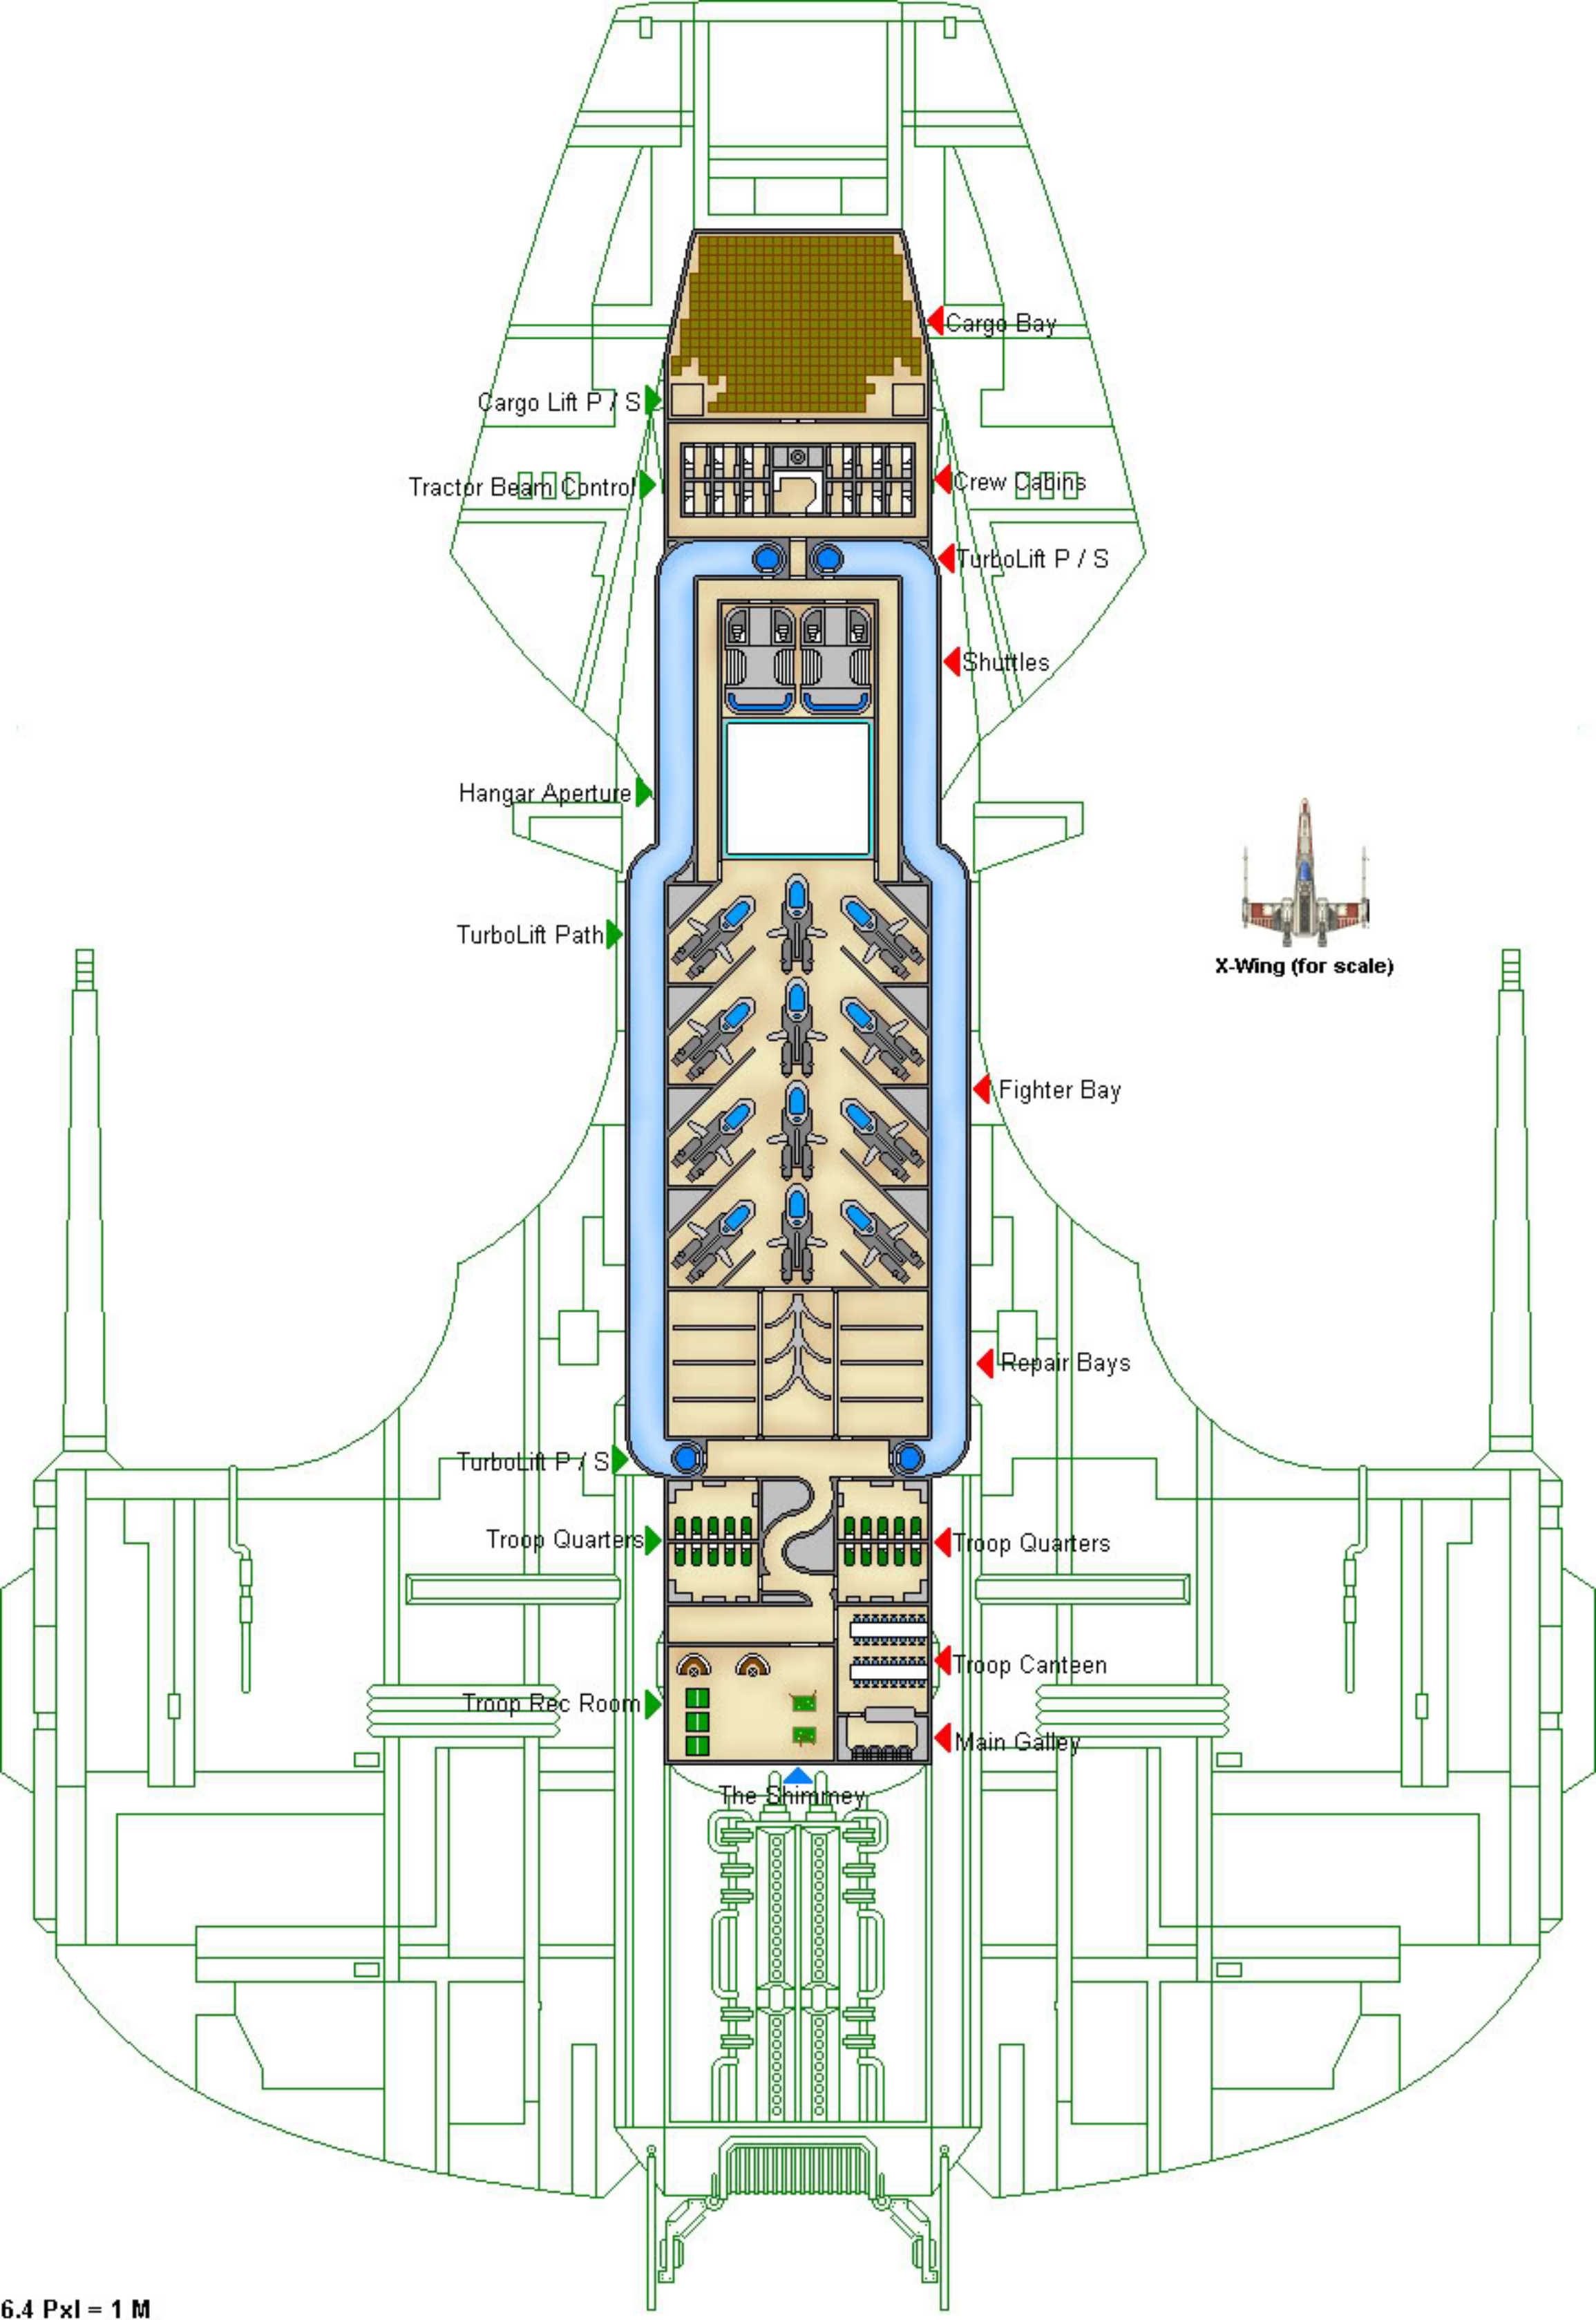 Cargo Bay
Cargo Lift P / S
Tractor Beam Control
Crew Cabins
TurboLift P / S
Shuttles
Hangar Aperture
TurboLift Path
X-Wing (for scale)
Fighter Bay
Repair Bays
TurboLift P / S
Troop Quarters
Troop Quarters
Troop Canteen
Troop Rec Room
Main Galley
The Shimmey
6.4 Pxl = 1 M